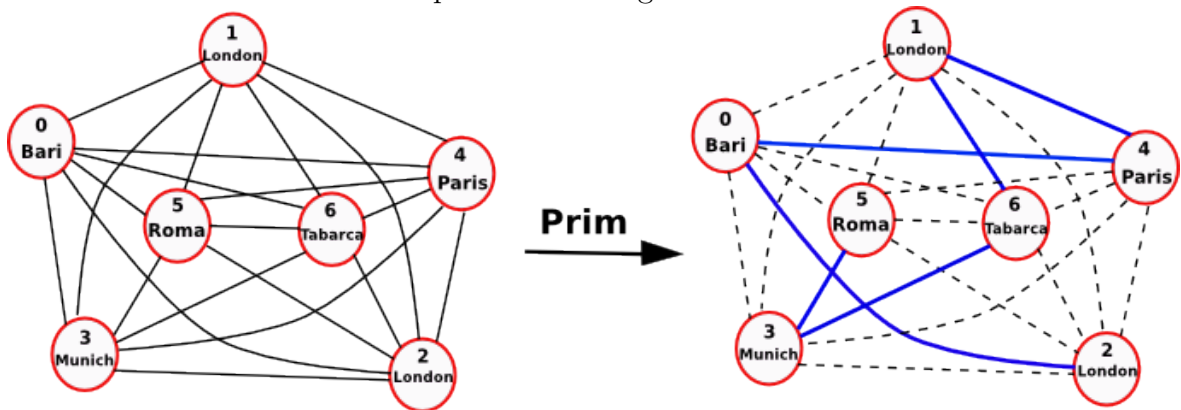 1
London
0
Bari
4
Paris
5
Roma
6
Tabarca
3
Munich
2
London
Prim
1
London
0
Bari
4
Paris
5
Roma
6
Tabarca
3
Munich
2
London